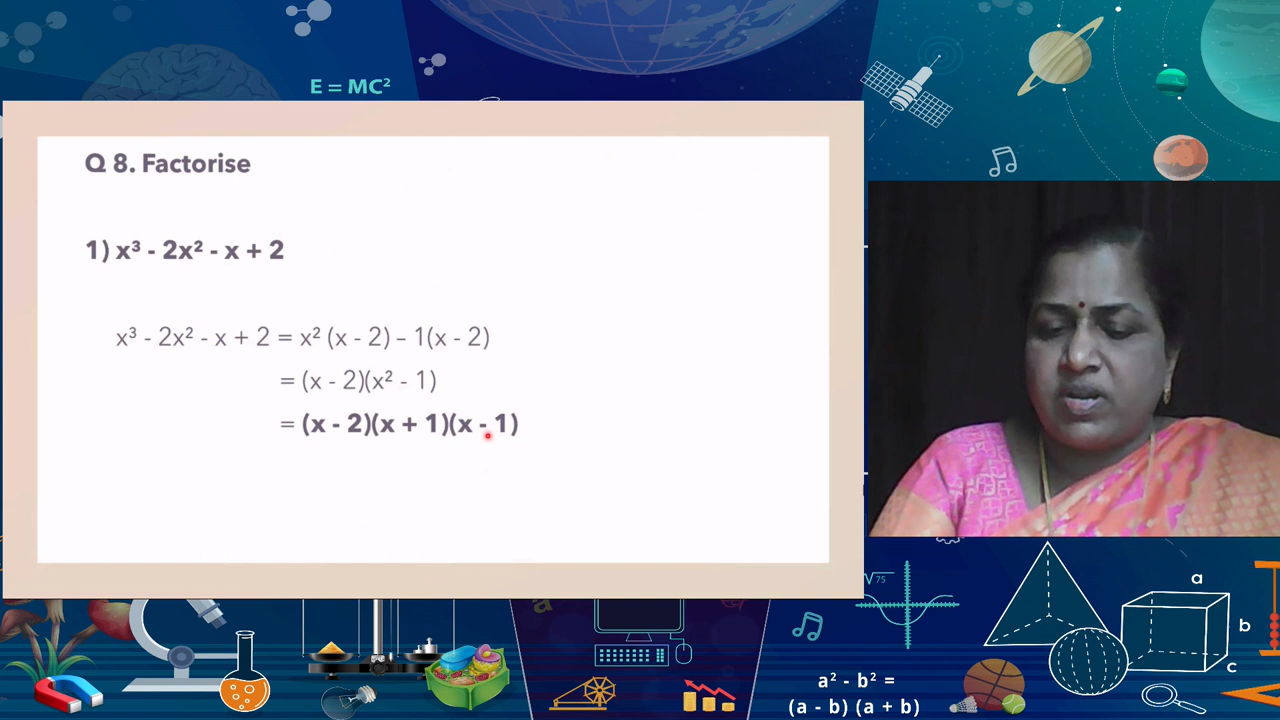 E = MC²
Q 8. Factorise
1) x³ - 2x² - x + 2
x³ - 2x² - x + 2 = x² (x - 2) – 1(x - 2)
= (x - 2)(x² - 1)
= (x - 2)(x + 1)(x - 1)
√75
a
b
c
a² - b² =
(a - b) (a + b)